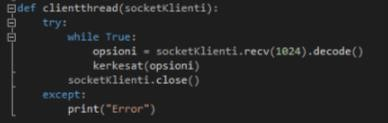 def clientthread(socketKlienti):
    try:
        while True:
            opsioni = socketKlienti.recv(1024).decode()
            kerkesat(opsioni)
        socketKlienti.close()
    except:
        print("Error")